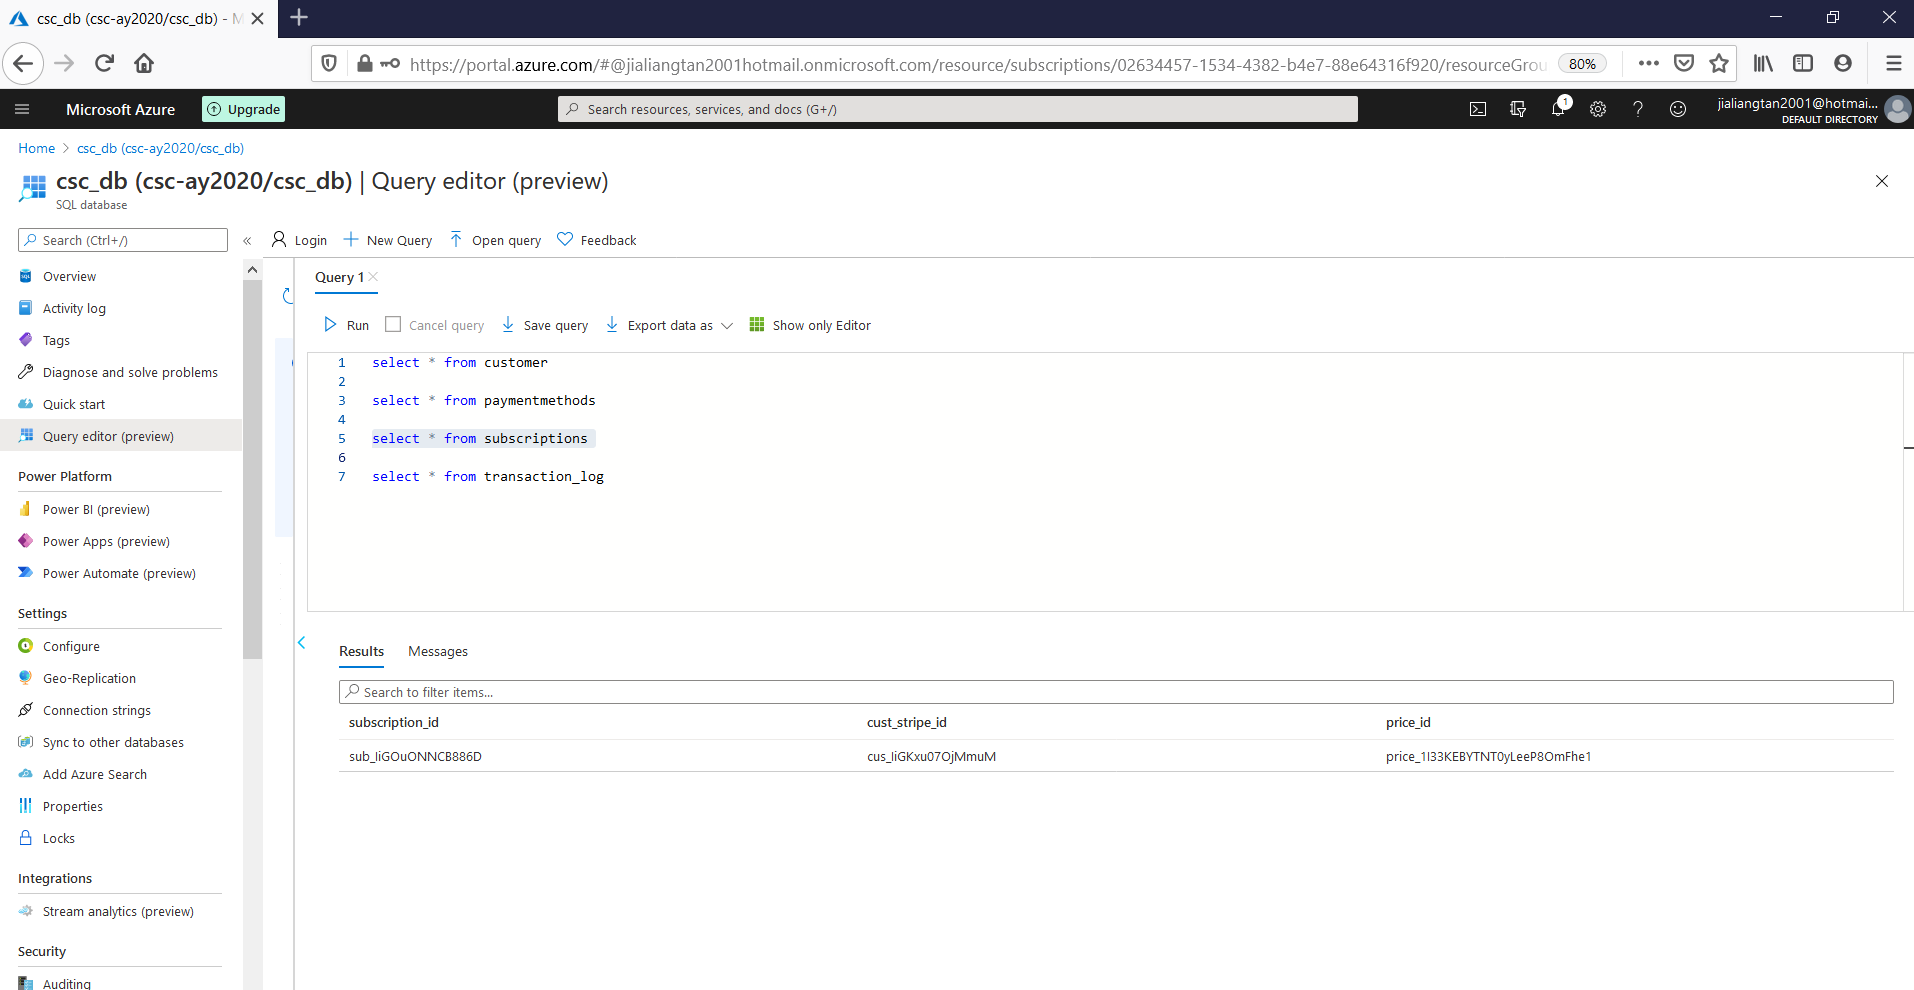 csc_db (csc-ay2020/csc_db) - M
https://portal.azure.com/#@jialiangtan2001hotmail.onmicrosoft.com/resource/subscriptions/02634457-1534-4382-b4e7-88e64316f920/resourceGrou
80%
Microsoft Azure
Upgrade
Search resources, services, and docs (G+/)
1
jialiangtan2001@hotmai...
DEFAULT DIRECTORY
Home > csc_db (csc-ay2020/csc_db)
csc_db (csc-ay2020/csc_db) | Query editor (preview)
SQL database
Search (Ctrl+/)
«
Login
New Query
Open query
Feedback
Overview
Activity log
Tags
Diagnose and solve problems
Quick start
Query editor (preview)
Power Platform
Power BI (preview)
Power Apps (preview)
Power Automate (preview)
Settings
Configure
Geo-Replication
Connection strings
Sync to other databases
Add Azure Search
Properties
Locks
Integrations
Stream analytics (preview)
Security
Auditing
Query 1
Run
Cancel query
Save query
Export data as
Show only Editor
1 select * from customer
2
3 select * from paymentmethods
4
5 select * from subscriptions
6
7 select * from transaction_log
Results Messages
Search to filter items...
subscription_id cust_stripe_id price_id
sub_IiGOuONNCB886D cus_IiGKxu07OjMmuM price_1I33KEBYTNT0yLeeP8OmFhe1